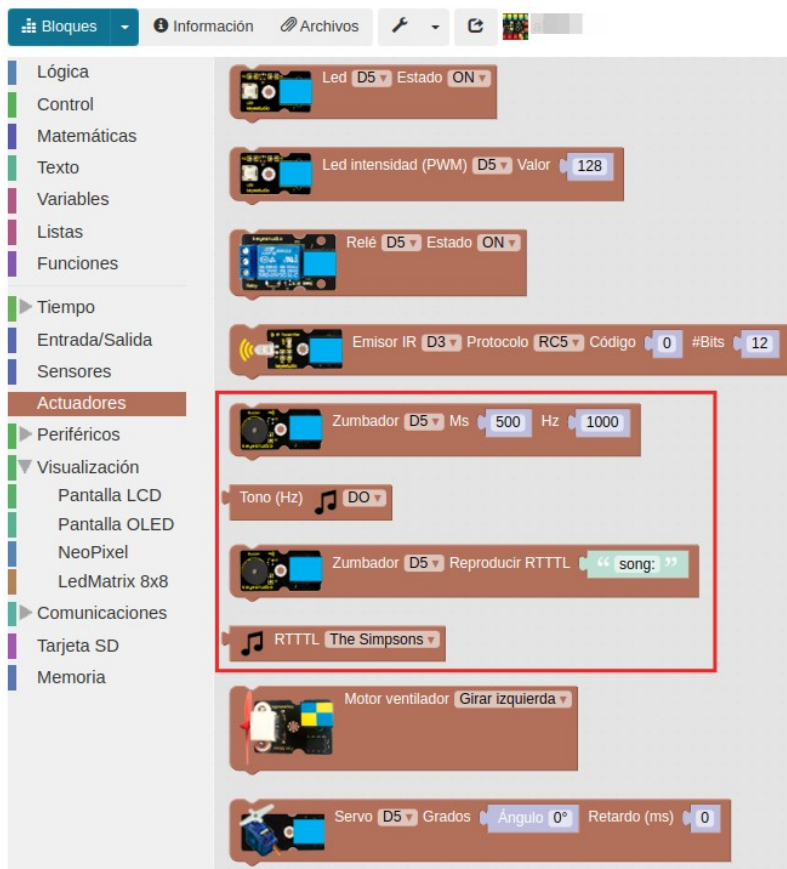 Bloques Información Archivos
Lógica
Control
Matemáticas
Texto
Variables
Listas
Funciones
Tiempo
Entrada/Salida
Sensores
Actuadores
Periféricos
Visualización
Pantalla LCD
Pantalla OLED
NeoPixel
LedMatrix 8x8
Comunicaciones
Tarjeta SD
Memoria
Led D5 Estado ON
Led intensidad (PWM) D5 Valor 128
Relé D5 Estado ON
Emisor IR D3 Protocolo RC5 Código 0 #Bits 12
Zumbador D5 Ms 500 Hz 1000
Tono (Hz) DO
Zumbador D5 Reproducir RTTTL “ song: ”
RTTTL The Simpsons
Motor ventilador Girar izquierda
Servo D5 Grados Ángulo 0° Retardo (ms) 0